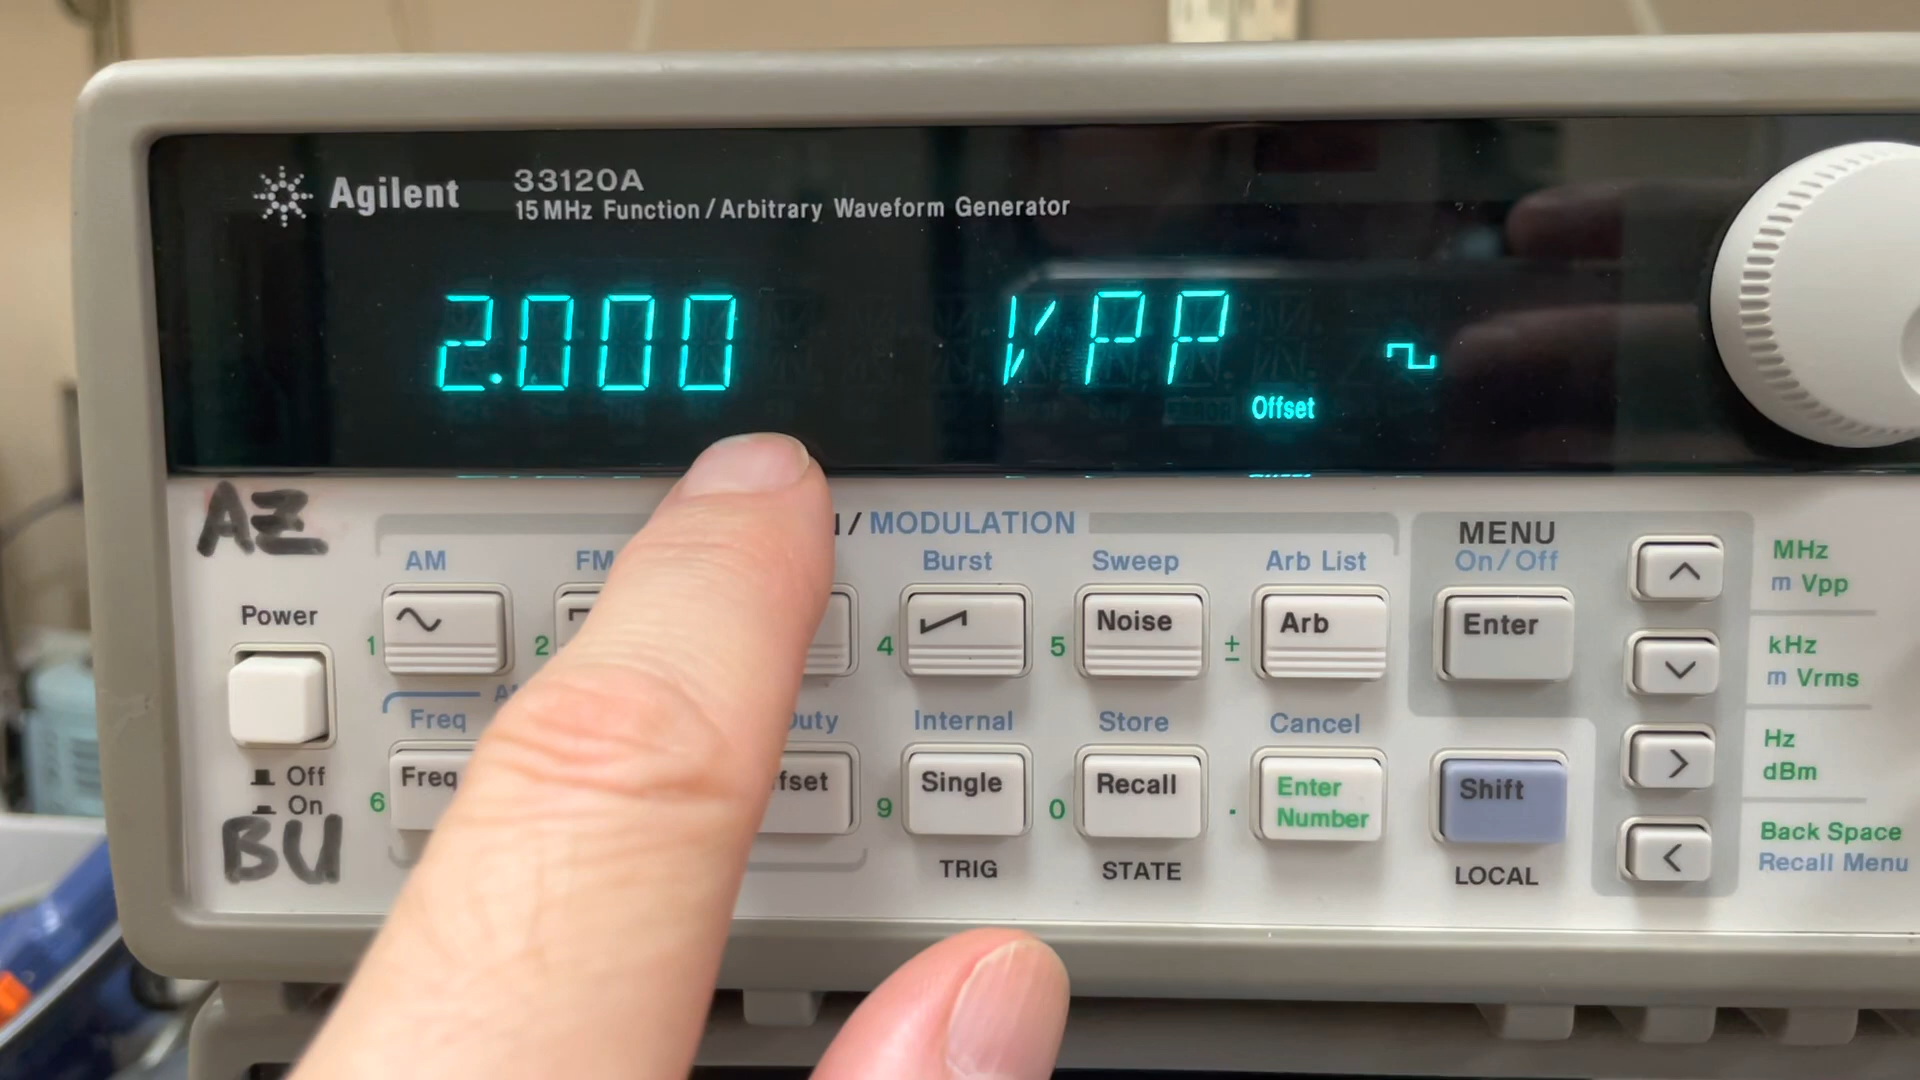 Agilent
33120A
15 MHz Function / Arbitrary Waveform Generator
2.000 VPP
Offset
AZ
/ MODULATION
MENU
On/Off
AM FM Burst Sweep Arb List
Power
1 2 4 Noise 5 ± Arb Enter
MHz
m Vpp
kHz
m Vrms
Freq Duty Internal Store Cancel
Hz
dBm
Off
On
6 Freq 9 Single 0 Recall . Enter Number Shift
Back Space
Recall Menu
BU
TRIG STATE LOCAL